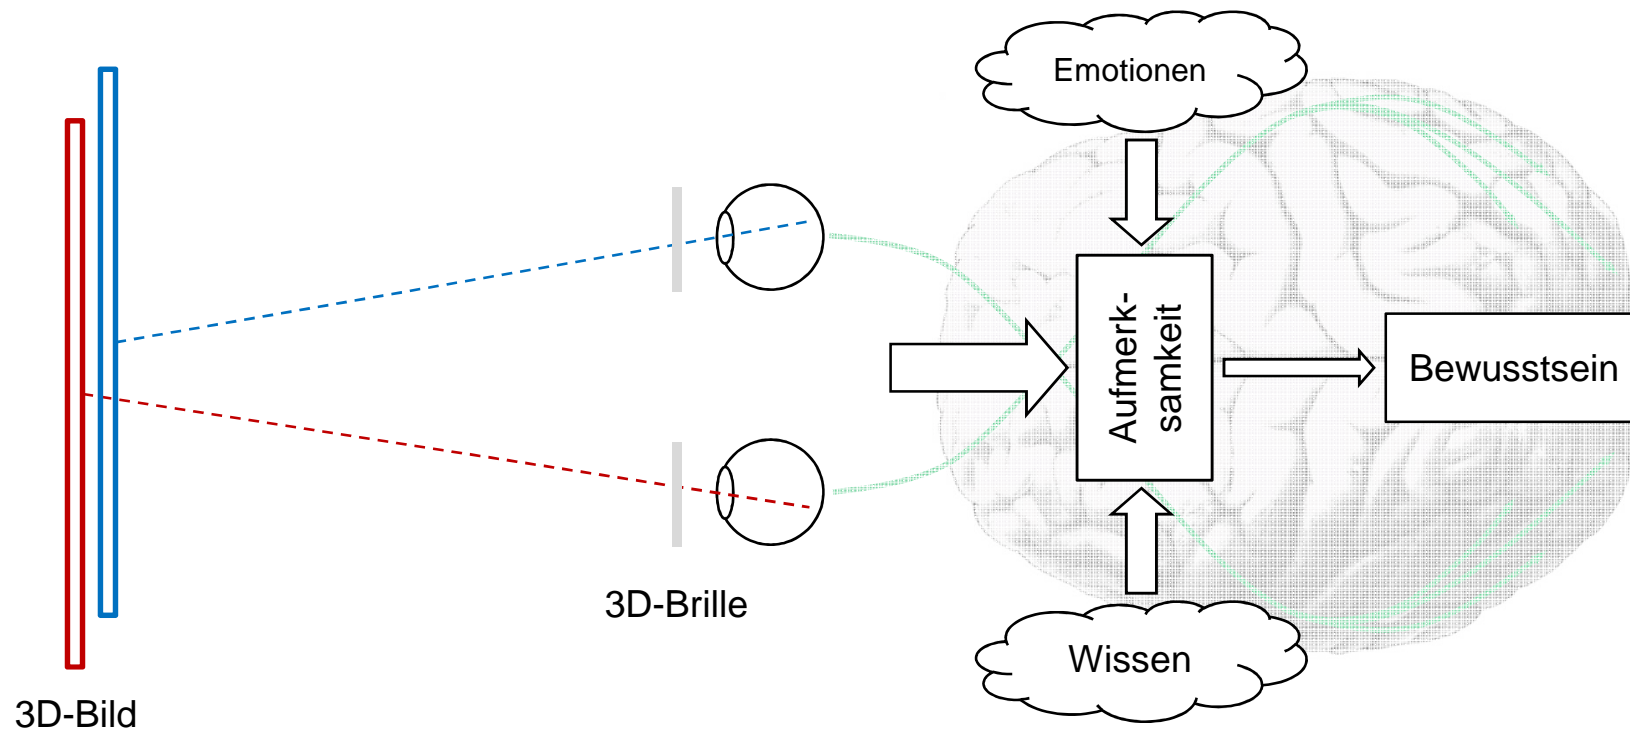 Emotionen
Aufmerk-
samkeit
Bewusstsein
3D-Brille
Wissen
3D-Bild